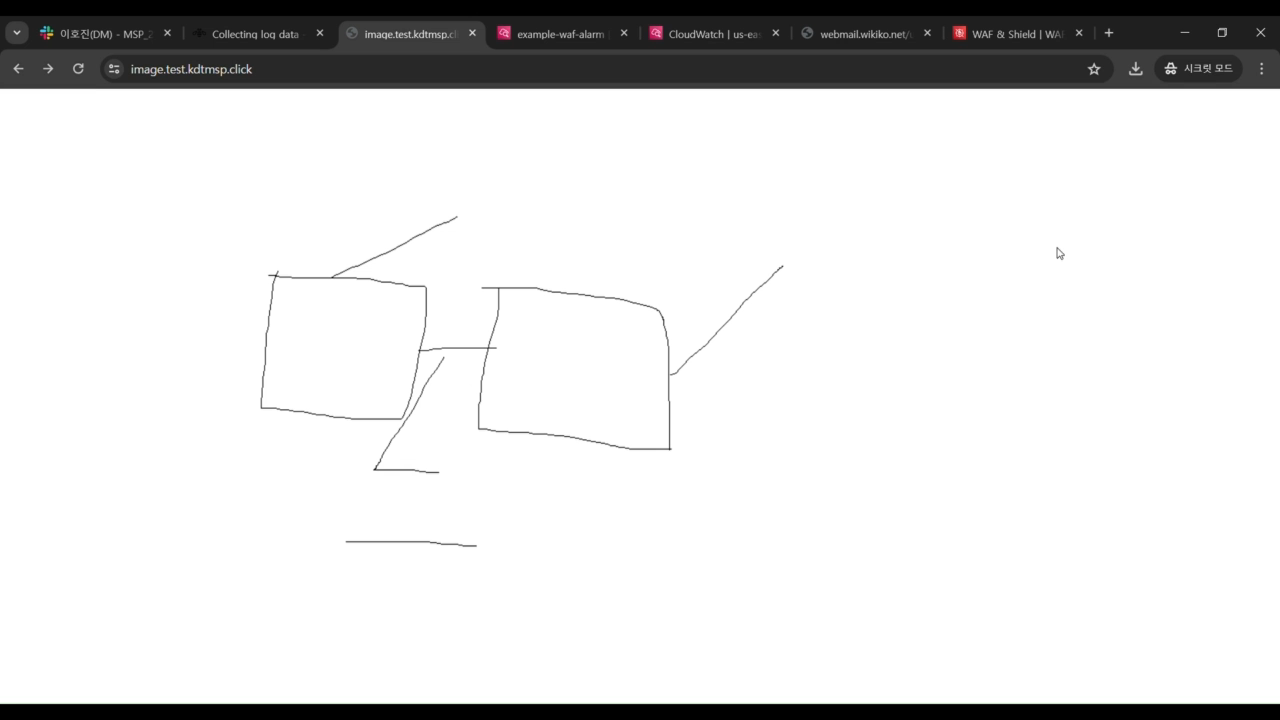 이호진(DM) - MSP_2
Collecting log data
image.test.kdtmsp.cl
example-waf-alarm
CloudWatch | us-eas
webmail.wikiko.net/
WAF & Shield | WAF
image.test.kdtmsp.click
시크릿 모드